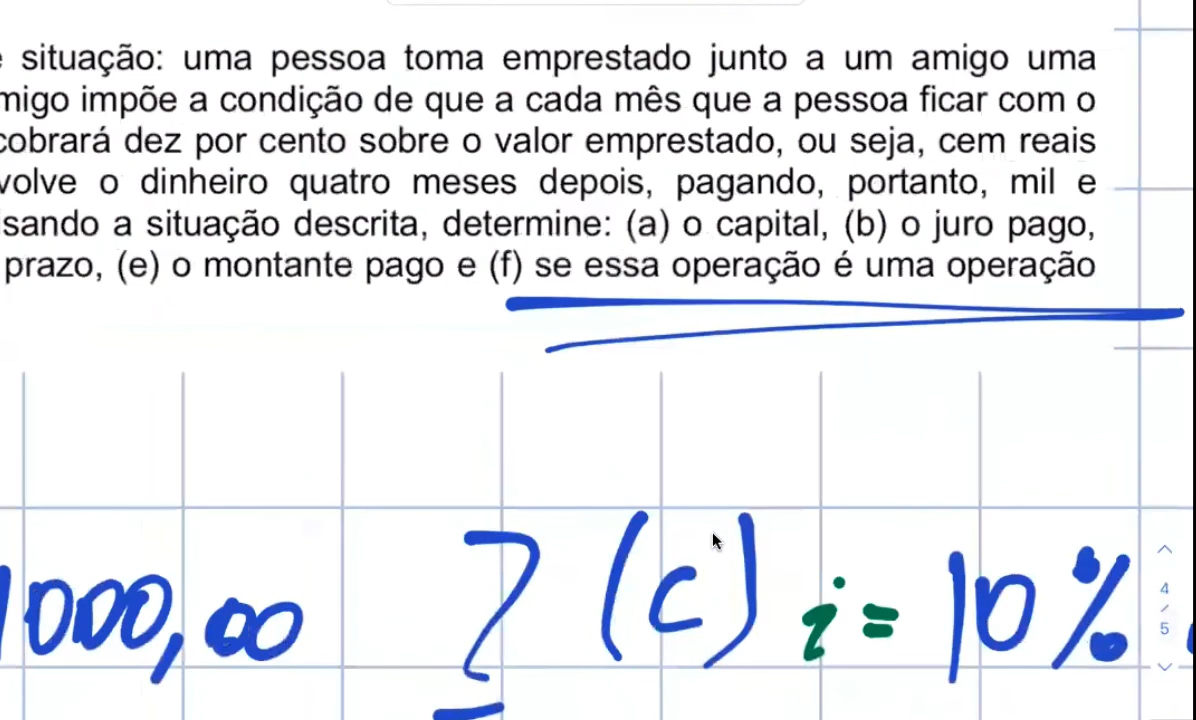 situação: uma pessoa toma emprestado junto a um amigo uma
migo impõe a condição de que a cada mês que a pessoa ficar com o
cobrará dez por cento sobre o valor emprestado, ou seja, cem reais
volve o dinheiro quatro meses depois, pagando, portanto, mil e
sando a situação descrita, determine: (a) o capital, (b) o juro pago,
prazo, (e) o montante pago e (f) se essa operação é uma operação
1000,00 (c) i = 10%
4
/
5